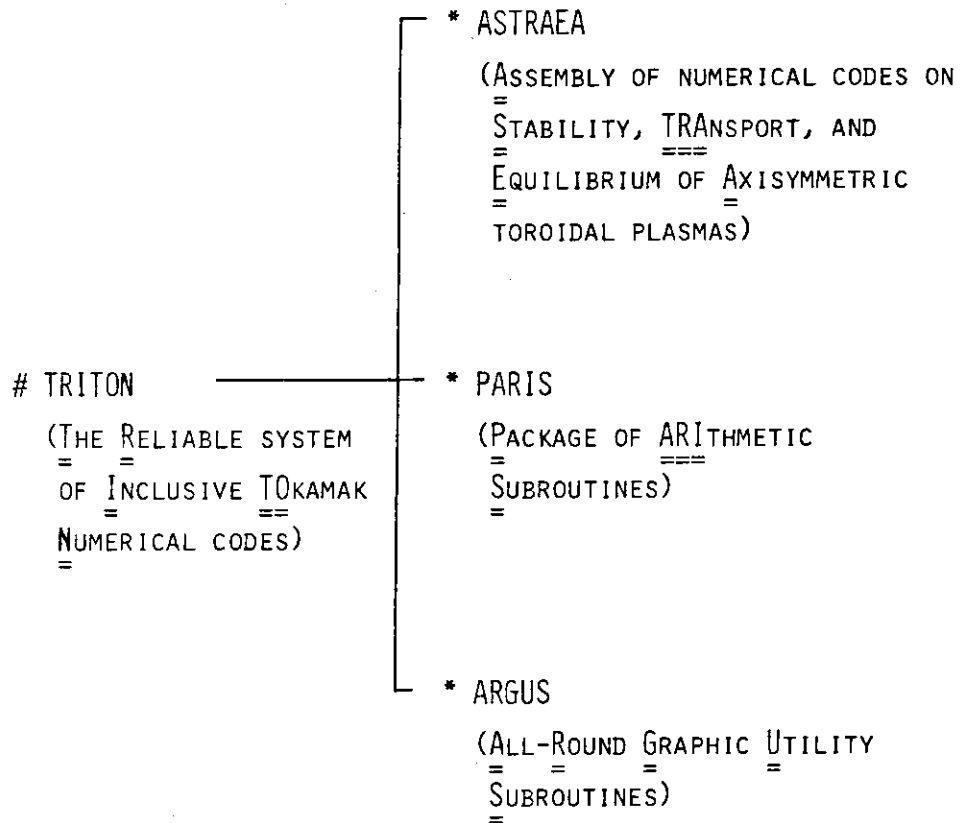 * ASTRAEA
(ASSEMBLY OF NUMERICAL CODES ON
STABILITY, TRANSPORT, AND
EQUILIBRIUM OF AXISYMMETRIC
TOROIDAL PLASMAS)
# TRITON
(THE RELIABLE SYSTEM
OF INCLUSIVE TOKAMAK
NUMERICAL CODES)
* PARIS
(PACKAGE OF ARITHMETIC
SUBROUTINES)
* ARGUS
(ALL-ROUND GRAPHIC UTILITY
SUBROUTINES)